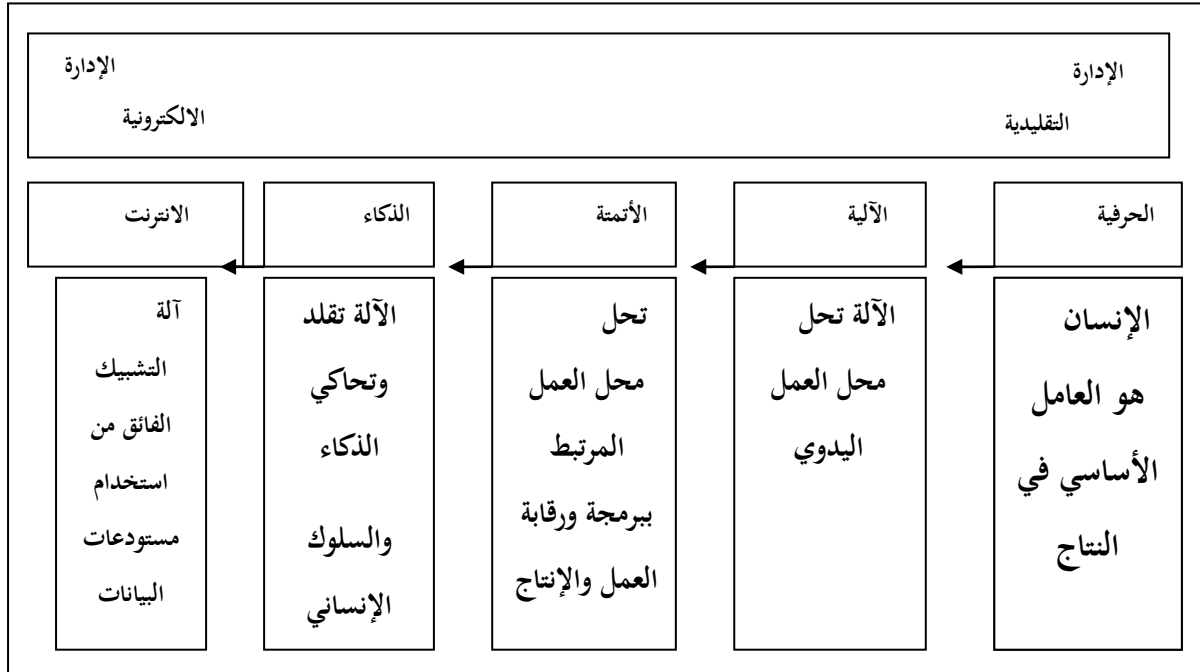 الإدارة
التقليدية
الإدارة
الالكترونية
الحرفية
الآلية
الأتمتة
الذكاء
الانترنت
الإنسان
هو العامل
الأساسي في
النتاج
الآلة تحل
محل العمل
اليدوي
تحل
محل العمل
المرتبط
ببرمجة ورقابة
العمل والإنتاج
الآلة تقلد
وتحاكي
الذكاء
والسلوك
الإنساني
آلة
التشبيك
الفائق من
استخدام
مستودعات
البيانات